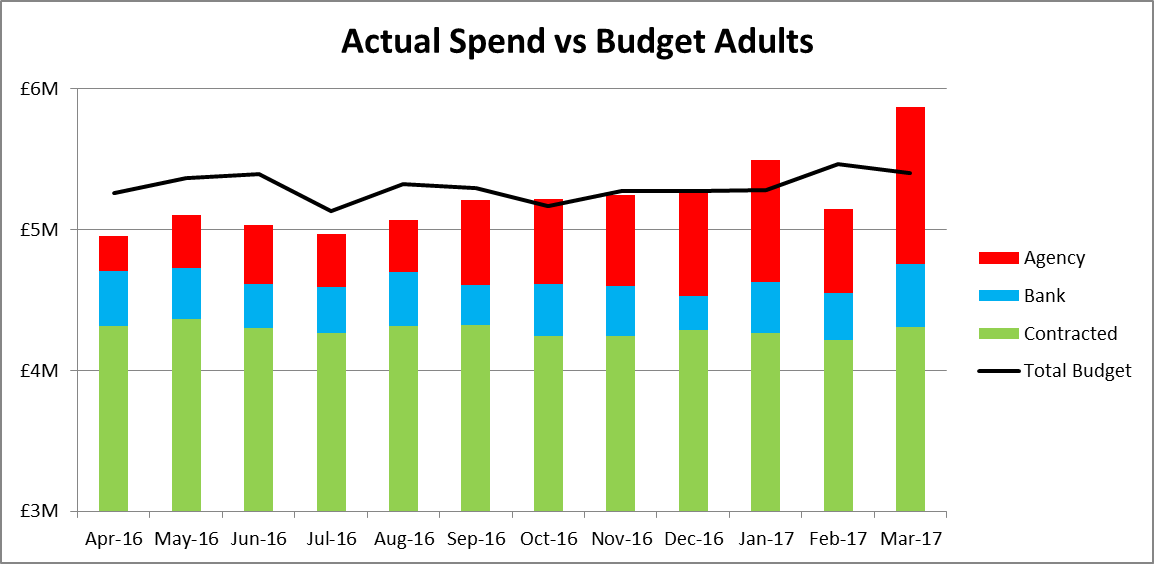 Actual Spend vs Budget Adults
£6M
£5M
£4M
£3M
Apr-16 May-16 Jun-16 Jul-16 Aug-16 Sep-16 Oct-16 Nov-16 Dec-16 Jan-17 Feb-17 Mar-17
Agency
Bank
Contracted
Total Budget